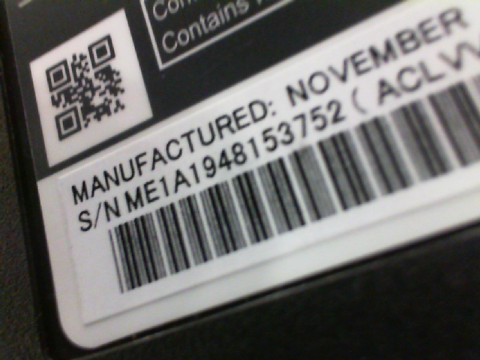 Contains
MANUFACTURED: NOVEMBER
S/N ME1A1948153752 ( ACLV